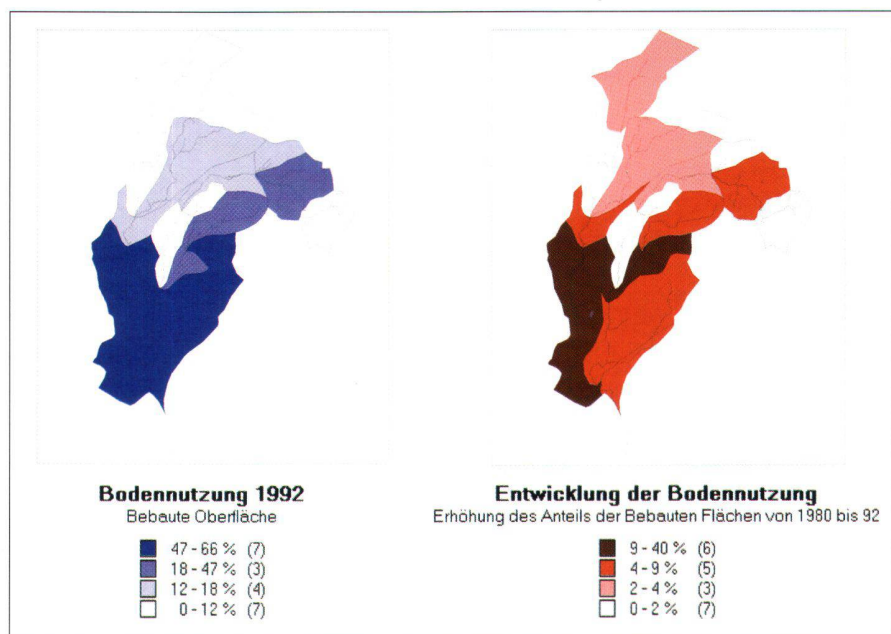 Bodennutzung 1992
Bebaute Oberfläche
47 - 66 % (7)
18 - 47 % (3)
12 - 18 % (4)
0 - 12 % (7)
Entwicklung der Bodennutzung
Erhöhung des Anteils der Bebauten Flächen von 1980 bis 92
9 - 40 % (6)
4 - 9 % (5)
2 - 4 % (3)
0 - 2 % (7)